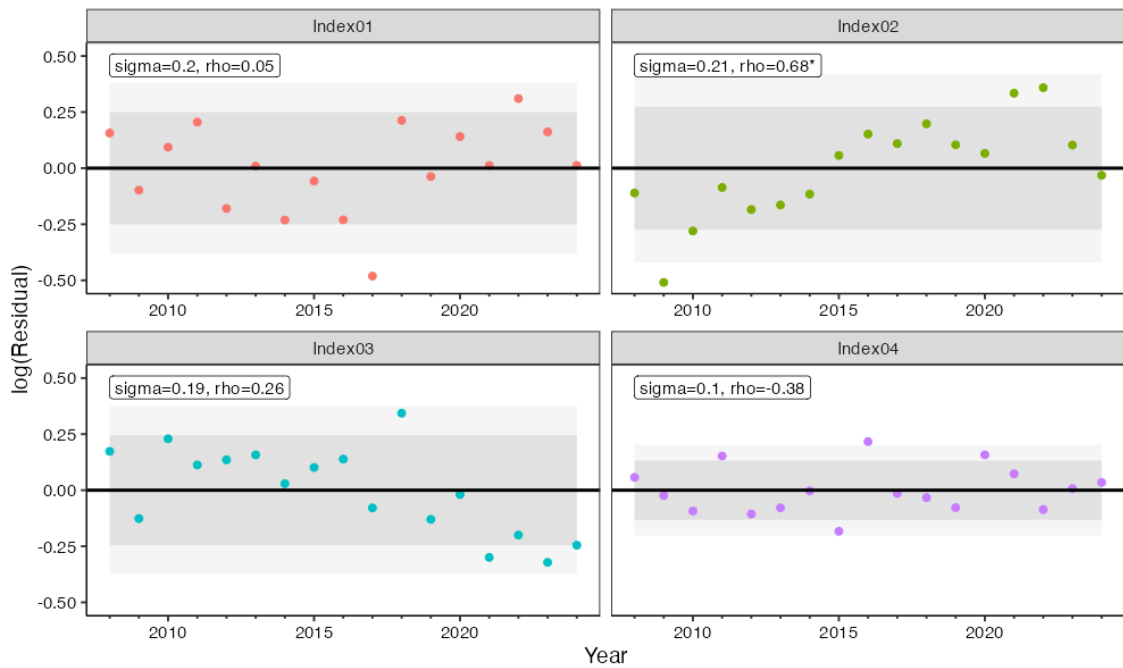 Index01
Index02
sigma=0.2, rho=0.05
sigma=0.21, rho=0.68*
0.50
0.25
0.00
-0.25
-0.50
2010
2015
2020
2010
2015
2020
log(Residual)
Index03
Index04
sigma=0.19, rho=0.26
sigma=0.1, rho=-0.38
0.50
0.25
0.00
-0.25
-0.50
2010
2015
2020
2010
2015
2020
Year